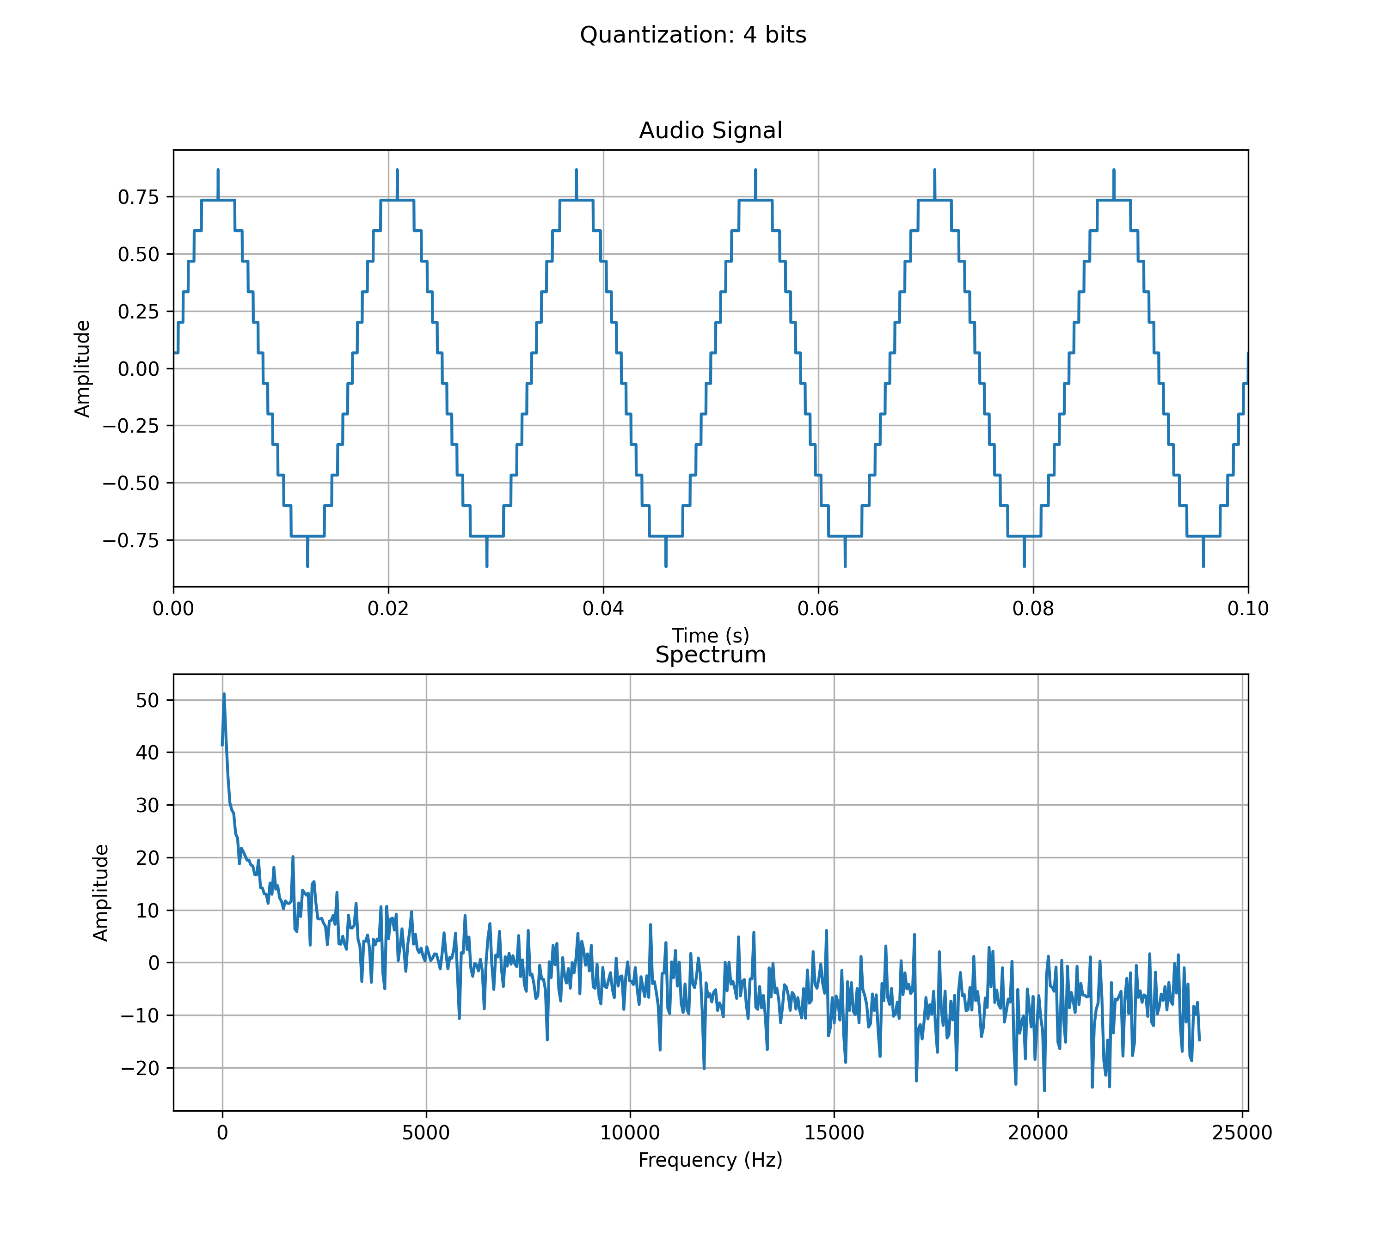 Quantization: 4 bits
Audio Signal
Amplitude
0.75
0.50
0.25
0.00
−0.25
−0.50
−0.75
0.00 0.02 0.04 0.06 0.08 0.10
Time (s)
Spectrum
Amplitude
50
40
30
20
10
0
−10
−20
0 5000 10000 15000 20000 25000
Frequency (Hz)